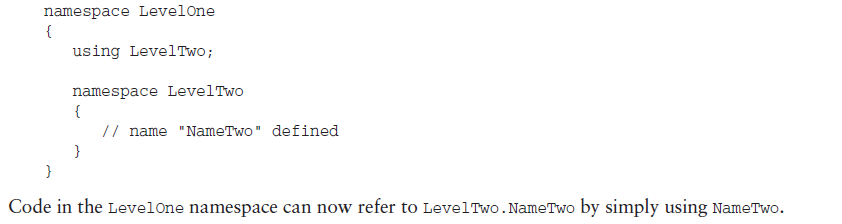 namespace LevelOne
{
using LevelTwo;
namespace LevelTwo
{
// name "NameTwo" defined
}
}
Code in the LevelOne namespace can now refer to LevelTwo.NameTwo by simply using NameTwo.